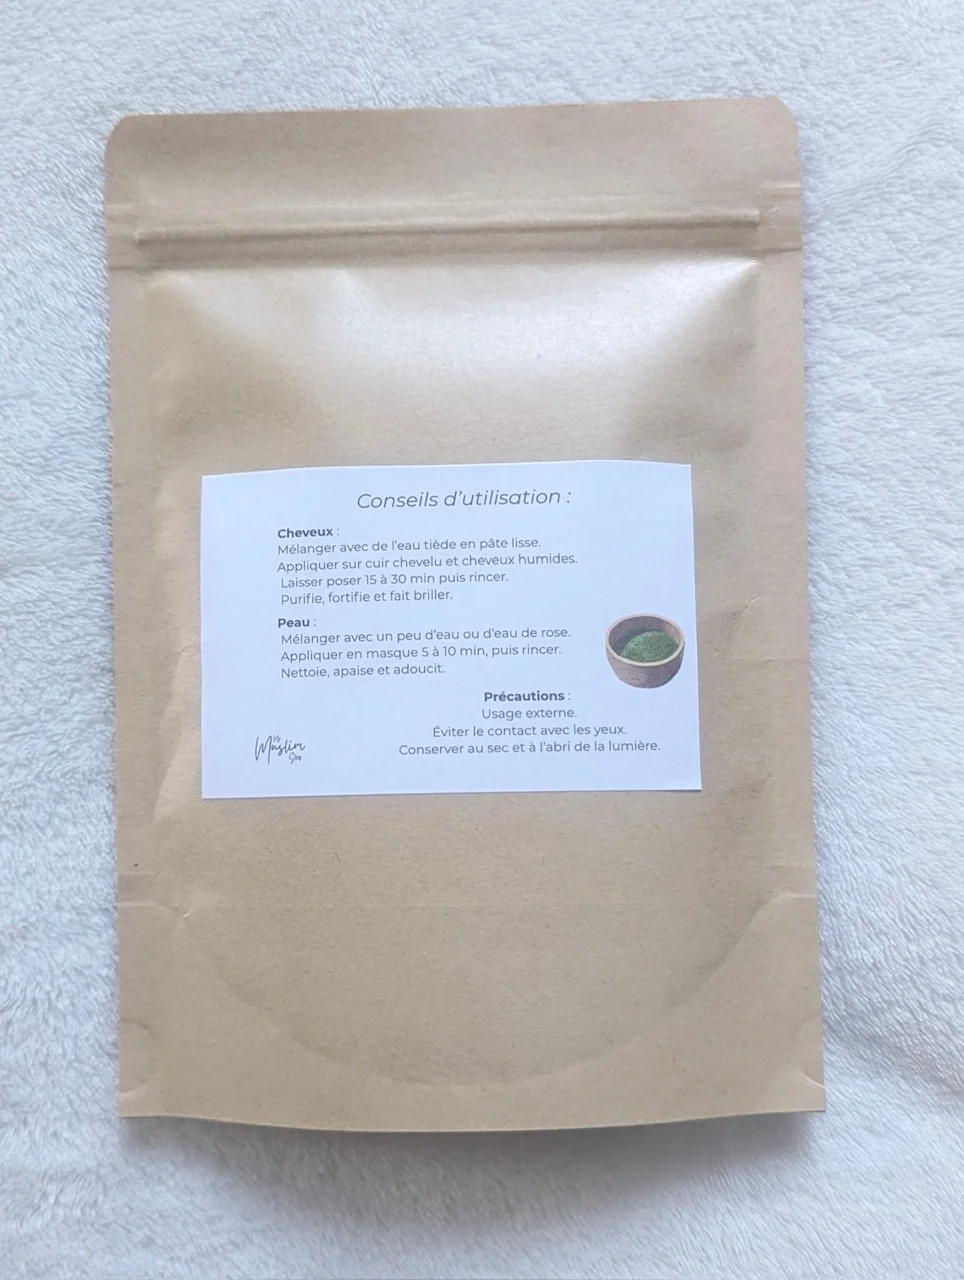 Conseils d'utilisation :
Cheveux :
Mélanger avec de l'eau tiède en pâte lisse.
Appliquer sur cuir chevelu et cheveux humides.
Laisser poser 15 à 30 min puis rincer.
Purifie, fortifie et fait briller.
Peau :
Mélanger avec un peu d'eau ou d'eau de rose.
Appliquer en masque 5 à 10 min, puis rincer.
Nettoie, apaise et adoucit.
Précautions :
Usage externe.
Éviter le contact avec les yeux.
Conserver au sec et à l'abri de la lumière.
Muslim